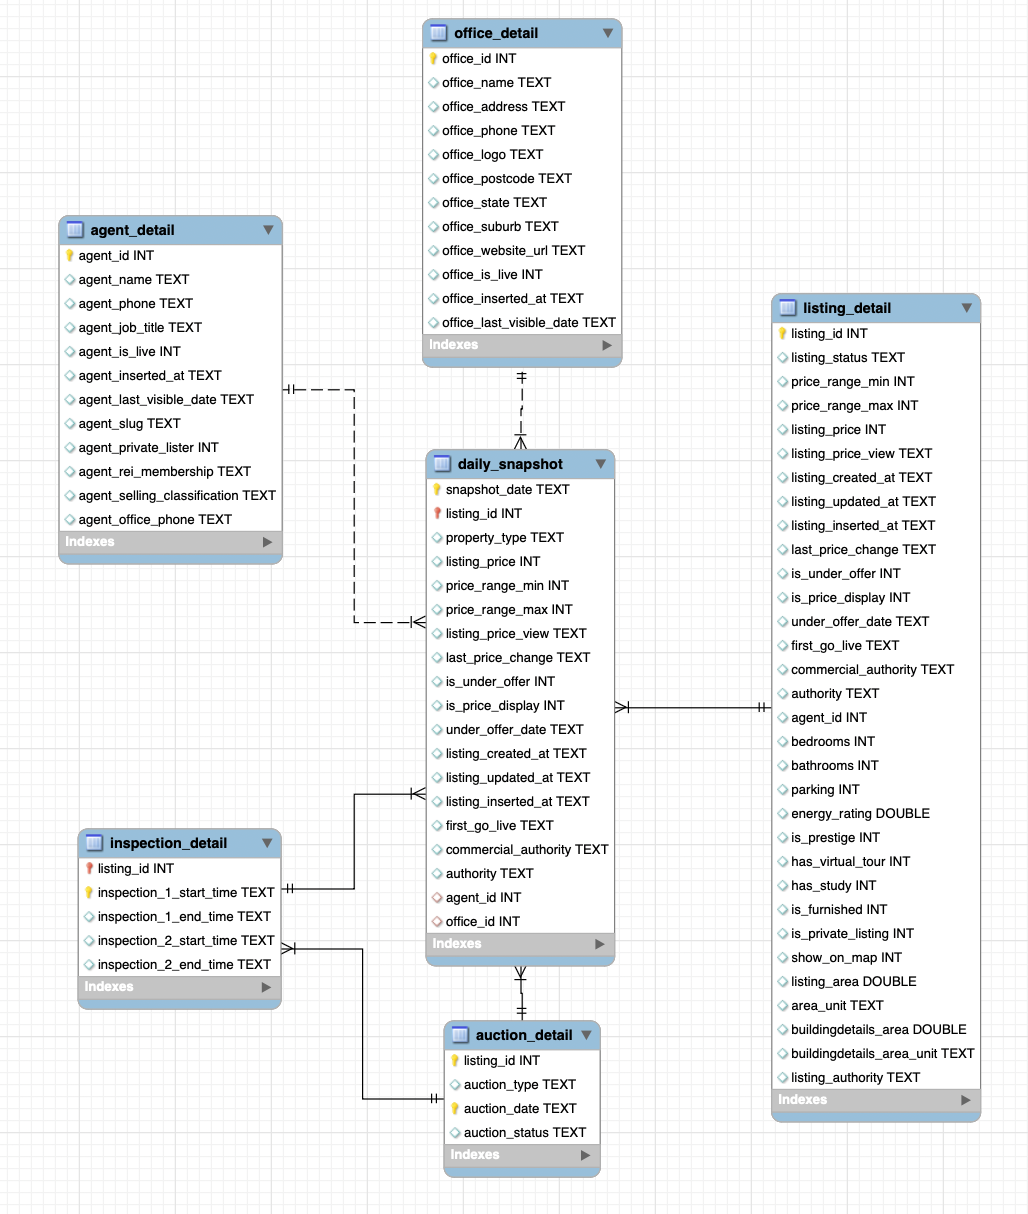 office_detail
office_id INT
office_name TEXT
office_address TEXT
office_phone TEXT
office_logo TEXT
office_postcode TEXT
office_state TEXT
office_suburb TEXT
office_website_url TEXT
office_is_live INT
office_inserted_at TEXT
office_last_visible_date TEXT
Indexes
agent_detail
agent_id INT
agent_name TEXT
agent_phone TEXT
agent_job_title TEXT
agent_is_live INT
agent_inserted_at TEXT
agent_last_visible_date TEXT
agent_slug TEXT
agent_private_lister INT
agent_rei_membership TEXT
agent_selling_classification TEXT
agent_office_phone TEXT
Indexes
listing_detail
listing_id INT
listing_status TEXT
price_range_min INT
price_range_max INT
listing_price INT
listing_price_view TEXT
listing_created_at TEXT
listing_updated_at TEXT
listing_inserted_at TEXT
last_price_change TEXT
is_under_offer INT
is_price_display INT
under_offer_date TEXT
first_go_live TEXT
commercial_authority TEXT
authority TEXT
agent_id INT
bedrooms INT
bathrooms INT
parking INT
energy_rating DOUBLE
is_prestige INT
has_virtual_tour INT
has_study INT
is_furnished INT
is_private_listing INT
show_on_map INT
listing_area DOUBLE
area_unit TEXT
buildingdetails_area DOUBLE
buildingdetails_area_unit TEXT
listing_authority TEXT
Indexes
daily_snapshot
snapshot_date TEXT
listing_id INT
property_type TEXT
listing_price INT
price_range_min INT
price_range_max INT
listing_price_view TEXT
last_price_change TEXT
is_under_offer INT
is_price_display INT
under_offer_date TEXT
listing_created_at TEXT
listing_updated_at TEXT
listing_inserted_at TEXT
first_go_live TEXT
commercial_authority TEXT
authority TEXT
agent_id INT
office_id INT
Indexes
inspection_detail
listing_id INT
inspection_1_start_time TEXT
inspection_1_end_time TEXT
inspection_2_start_time TEXT
inspection_2_end_time TEXT
Indexes
auction_detail
listing_id INT
auction_type TEXT
auction_date TEXT
auction_status TEXT
Indexes